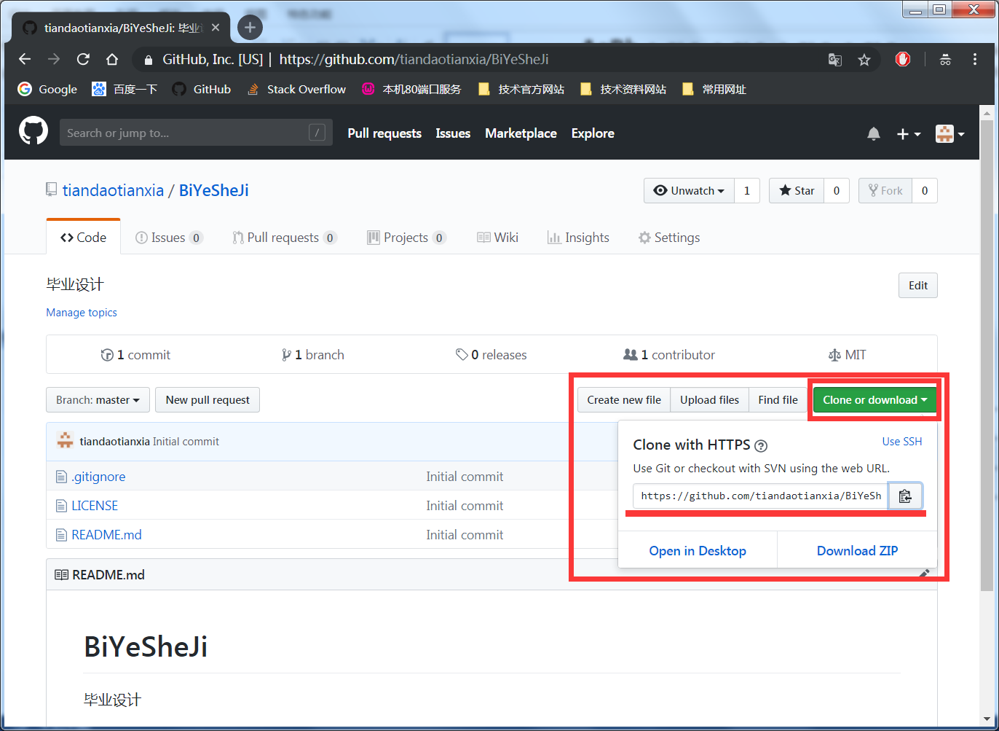 tiandaotianxia/BiYeSheJi: 毕业
GitHub, Inc. [US] | https://github.com/tiandaotianxia/BiYeSheJi
Google 百度一下 GitHub Stack Overflow 本机80端口服务 技术官方网站 技术资料网站 常用网址
Search or jump to... / Pull requests Issues Marketplace Explore
tiandaotianxia / BiYeSheJi Unwatch 1 Star 0 Fork 0
Code Issues 0 Pull requests 0 Projects 0 Wiki Insights Settings
毕业设计 Edit
Manage topics
1 commit 1 branch 0 releases 1 contributor MIT
Branch: master New pull request Create new file Upload files Find file Clone or download
tiandaotianxia Initial commit
.gitignore Initial commit
LICENSE Initial commit
README.md Initial commit
Clone with HTTPS ? Use SSH
Use Git or checkout with SVN using the web URL.
https://github.com/tiandaotianxia/BiYeSh
Open in Desktop Download ZIP
README.md
BiYeSheJi
毕业设计